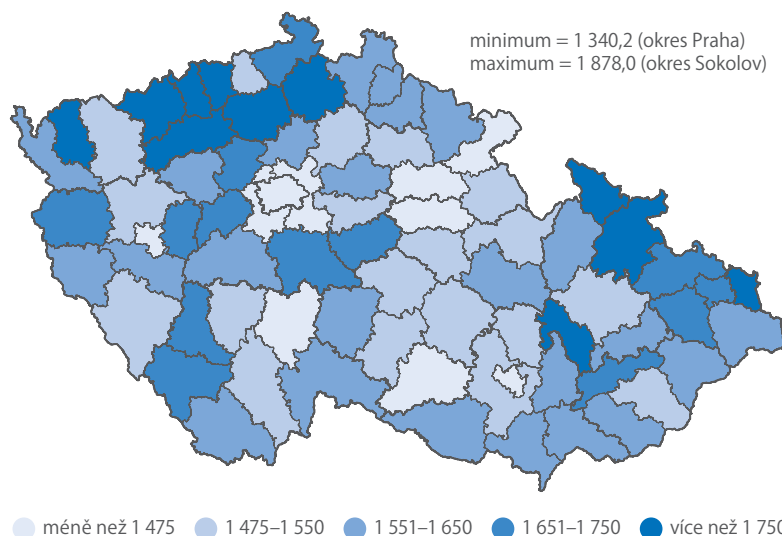 minimum = 1 340,2 (okres Praha)
maximum = 1 878,0 (okres Sokolov)
méně než 1 475 1 475–1 550 1 551–1 650 1 651–1 750 více než 1 750